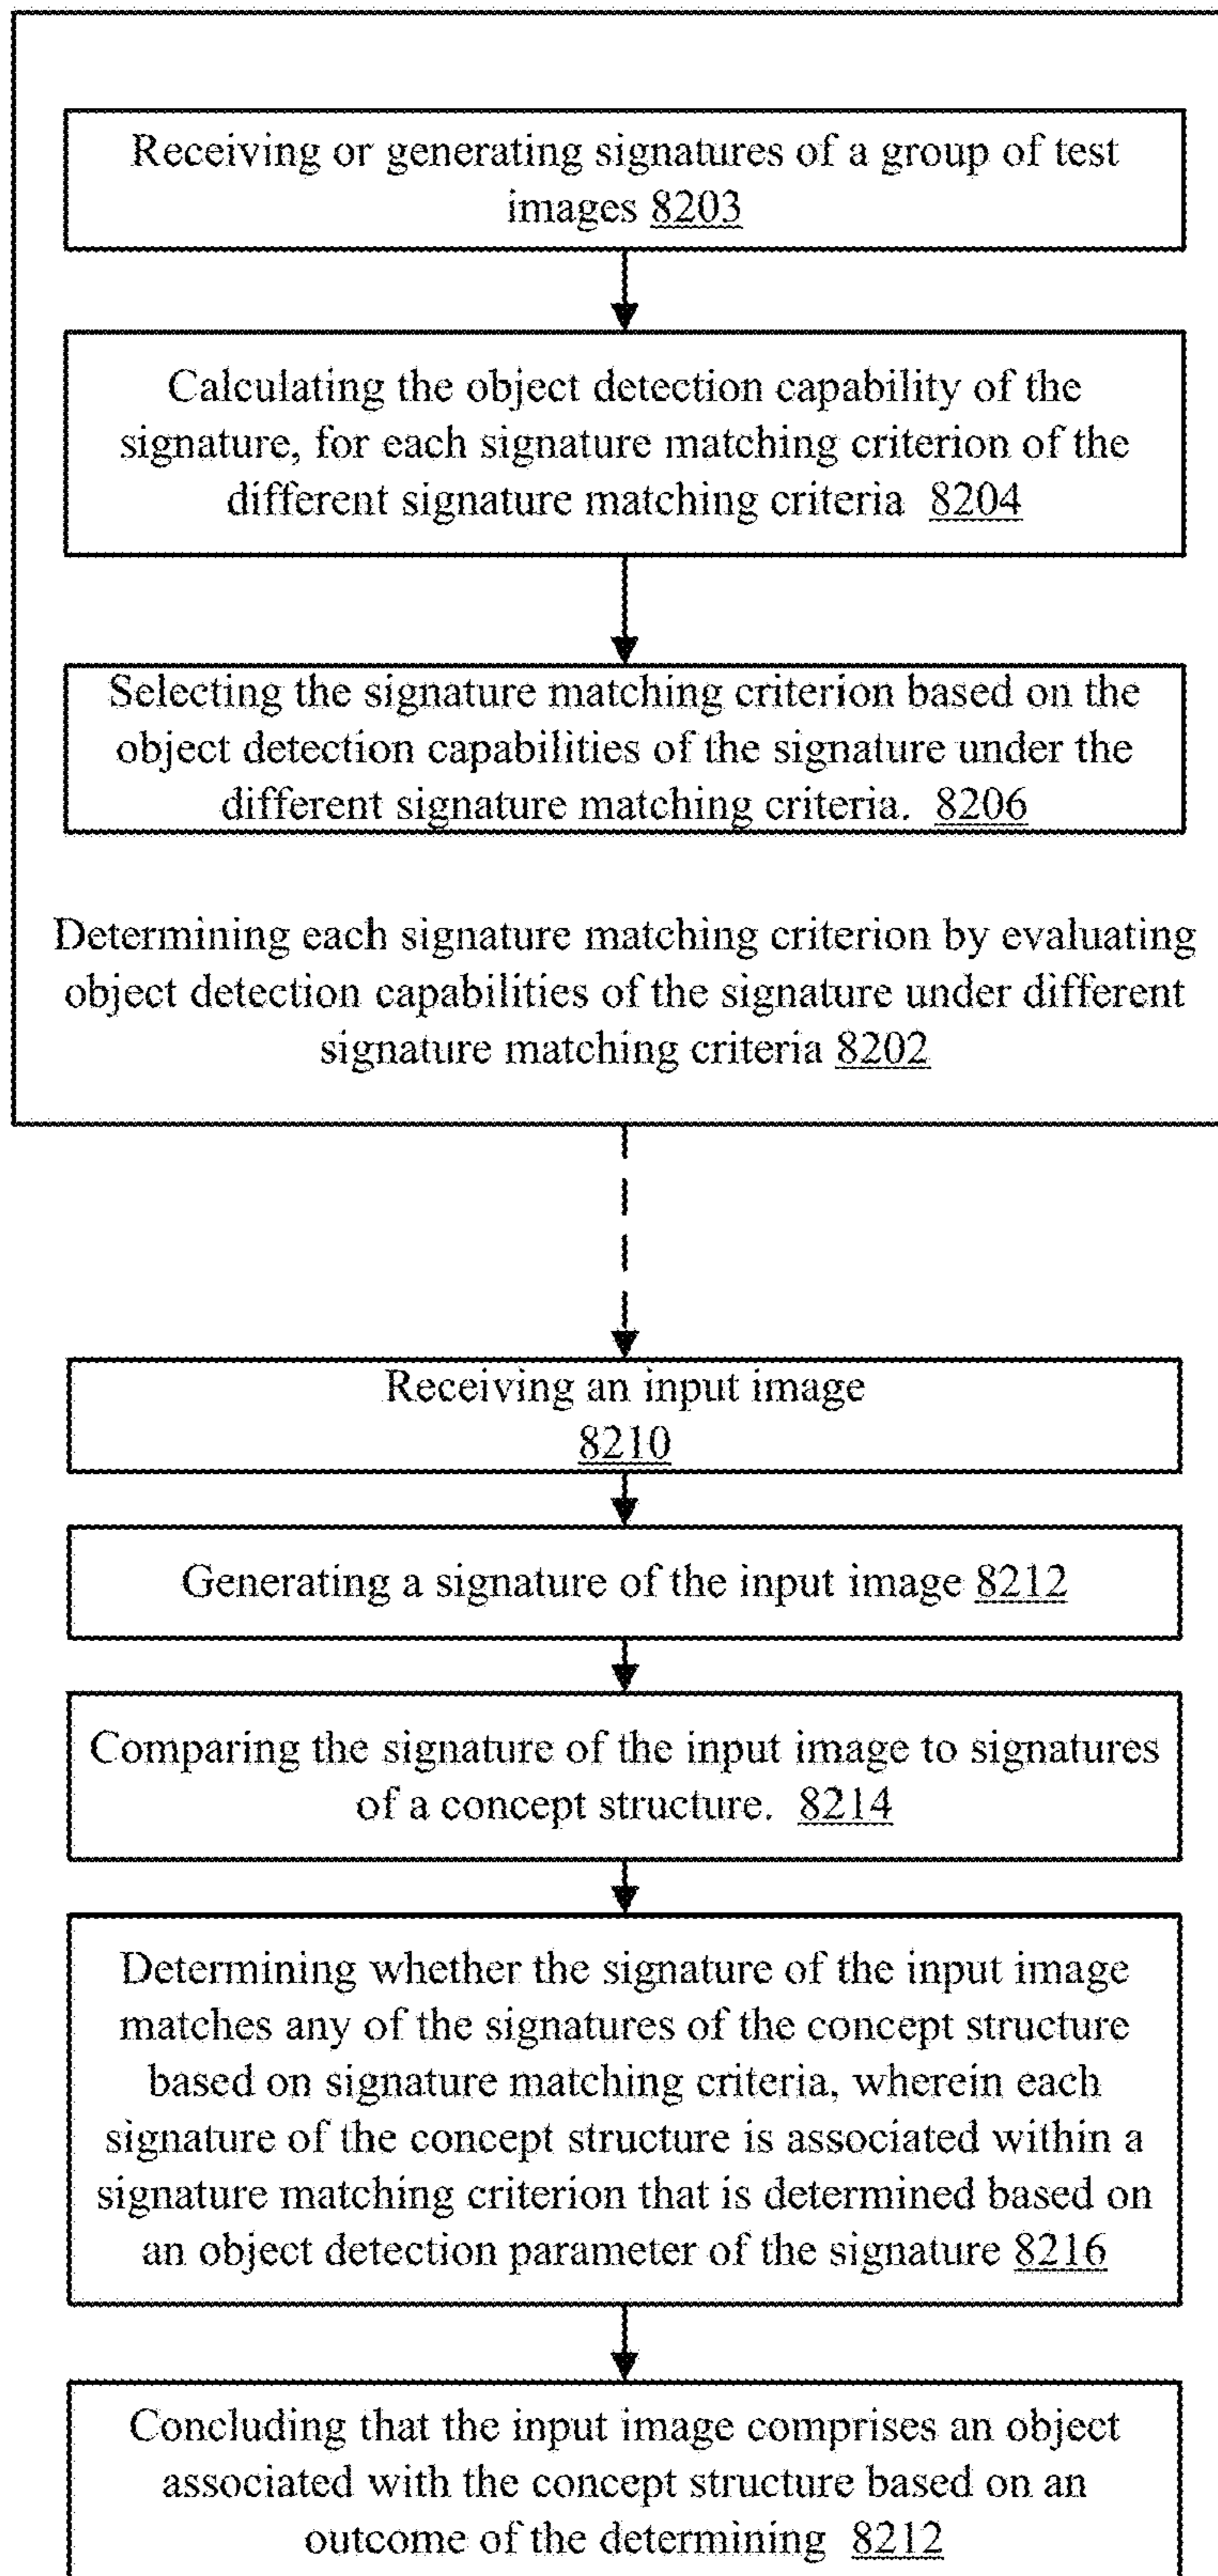 Receiving or generating signatures of a group of test
images 8203
Calculating the object detection capability of the
signature, for each signature matching criterion of the
different signature matching criteria 8204
Selecting the signature matching criterion based on the
object detection capabilities of the signature under the
different signature matching criteria. 8206
Determining each signature matching criterion by evaluating
object detection capabilities of the signature under different
signature matching criteria 8202
Receiving an input image
8210
Generating a signature of the input image 8212
Comparing the signature of the input image to signatures
of a concept structure. 8214
Determining whether the signature of the input image
matches any of the signatures of the concept structure
based on signature matching criteria, wherein each
signature of the concept structure is associated within a
signature matching criterion that is determined based on
an object detection parameter of the signature 8216
Concluding that the input image comprises an object
associated with the concept structure based on an
outcome of the determining 8212